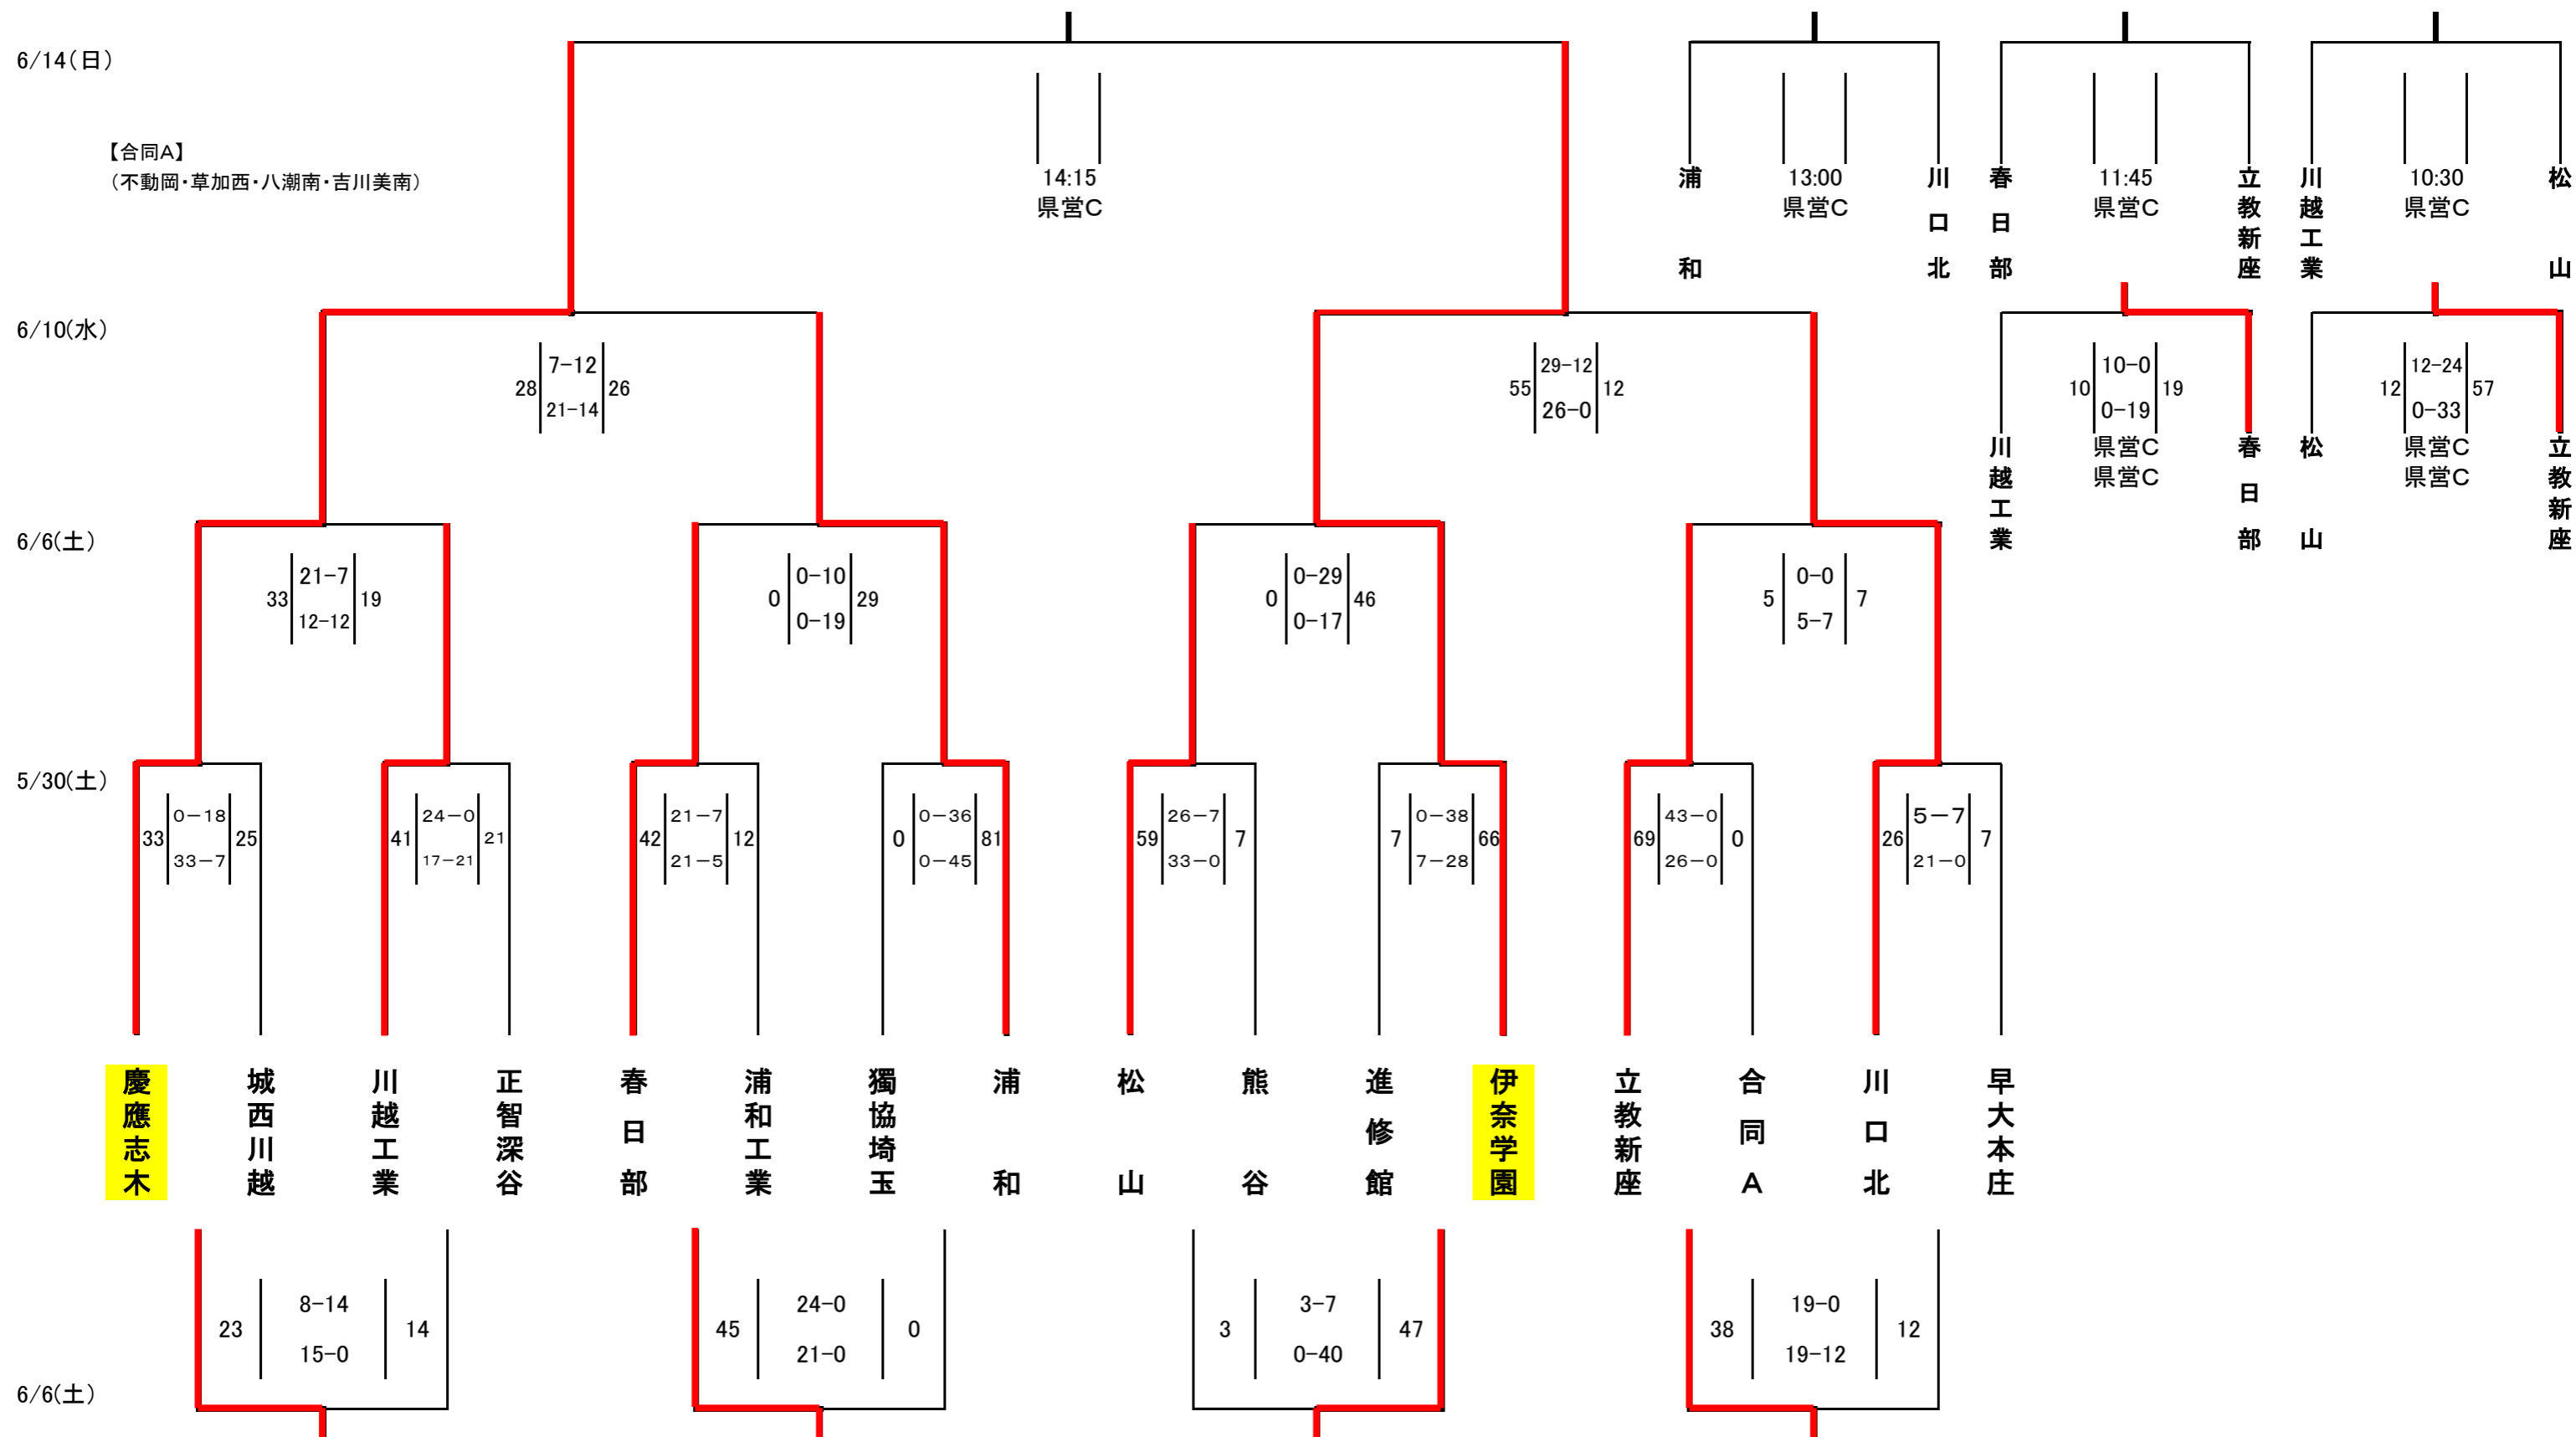 6/14(日)
【合同A】
(不動岡・草加西・八潮南・吉川美南)
14:15
県営C
浦和
13:00
県営C
川口北
春日部
11:45
県営C
立教新座
川越工業
10:30
県営C
松山
6/10(水)
28 7-12 26
21-14
55 29-12 12
26-0
10 10-0 19
0-19
県営C
県営C
川越工業
春日部
12 12-24 57
0-33
県営C
県営C
松山
立教新座
6/6(土)
33 21-7 19
12-12
0 0-10 29
0-19
0 0-29 46
0-17
5 0-0 7
5-7
5/30(土)
33 0-18 25
33-7
41 24-0 21
17-21
42 21-7 12
21-5
0 0-36 81
0-45
59 26-7 7
33-0
7 0-38 66
7-28
69 43-0 0
26-0
26 5-7 7
21-0
慶應志木
城西川越
川越工業
正智深谷
春日部
浦和工業
獨協埼玉
浦和
松山
熊谷
進修館
伊奈学園
立教新座
合同A
川口北
早大本庄
23 8-14 14
15-0
45 24-0 0
21-0
3 3-7 47
0-40
38 19-0 12
19-12
6/6(土)